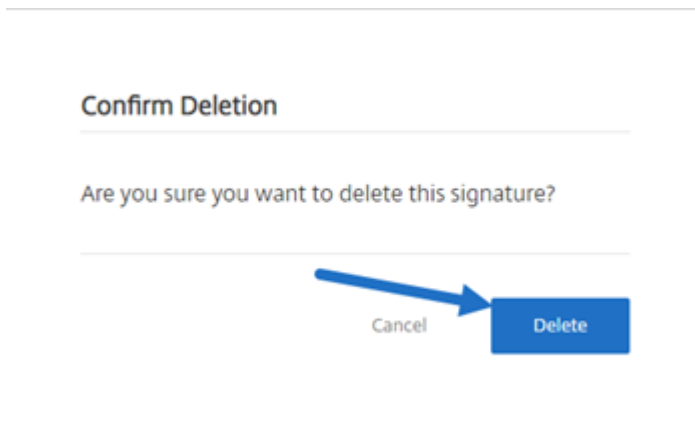 Confirm Deletion
Are you sure you want to delete this signature?
Cancel
Delete